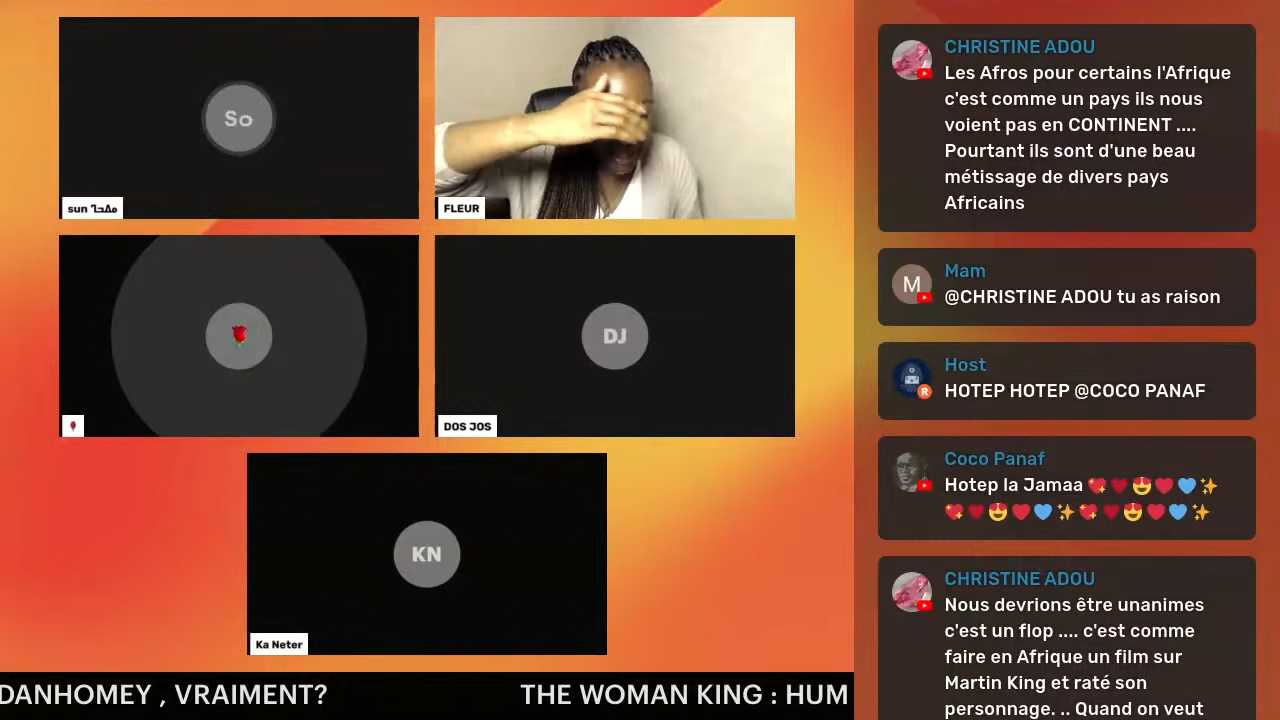 So
sun
FLEUR
DJ
DOS JOS
KN
Ka Neter
DANHOMEY , VRAIMENT?
THE WOMAN KING : HUM
CHRISTINE ADOU
Les Afros pour certains l'Afrique
c'est comme un pays ils nous
voient pas en CONTINENT ....
Pourtant ils sont d'une beau
métissage de divers pays
Africains
M
Mam
@CHRISTINE ADOU tu as raison
Host
R
HOTEP HOTEP @COCO PANAF
Coco Panaf
Hotep la Jamaa 💖♥️😍❤️💙✨
💖♥️😍❤️💙✨💖♥️😍❤️💙✨
CHRISTINE ADOU
Nous devrions être unanimes
c'est un flop .... c'est comme
faire en Afrique un film sur
Martin King et raté son
personnage. .. Quand on veut